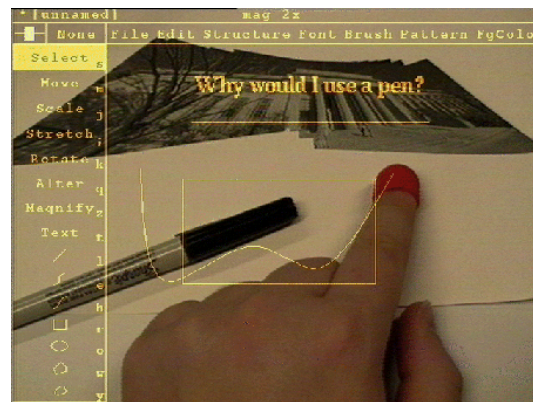 * [unnamed] mag 2x
None File Edit Structure Font Brush Pattern FgColo
Select s
Move m
Scale j
Stretch ;
Rotate k
Alter q
Magnify z
Text t
l
e
h
r
o
w
y
Why would I use a pen?